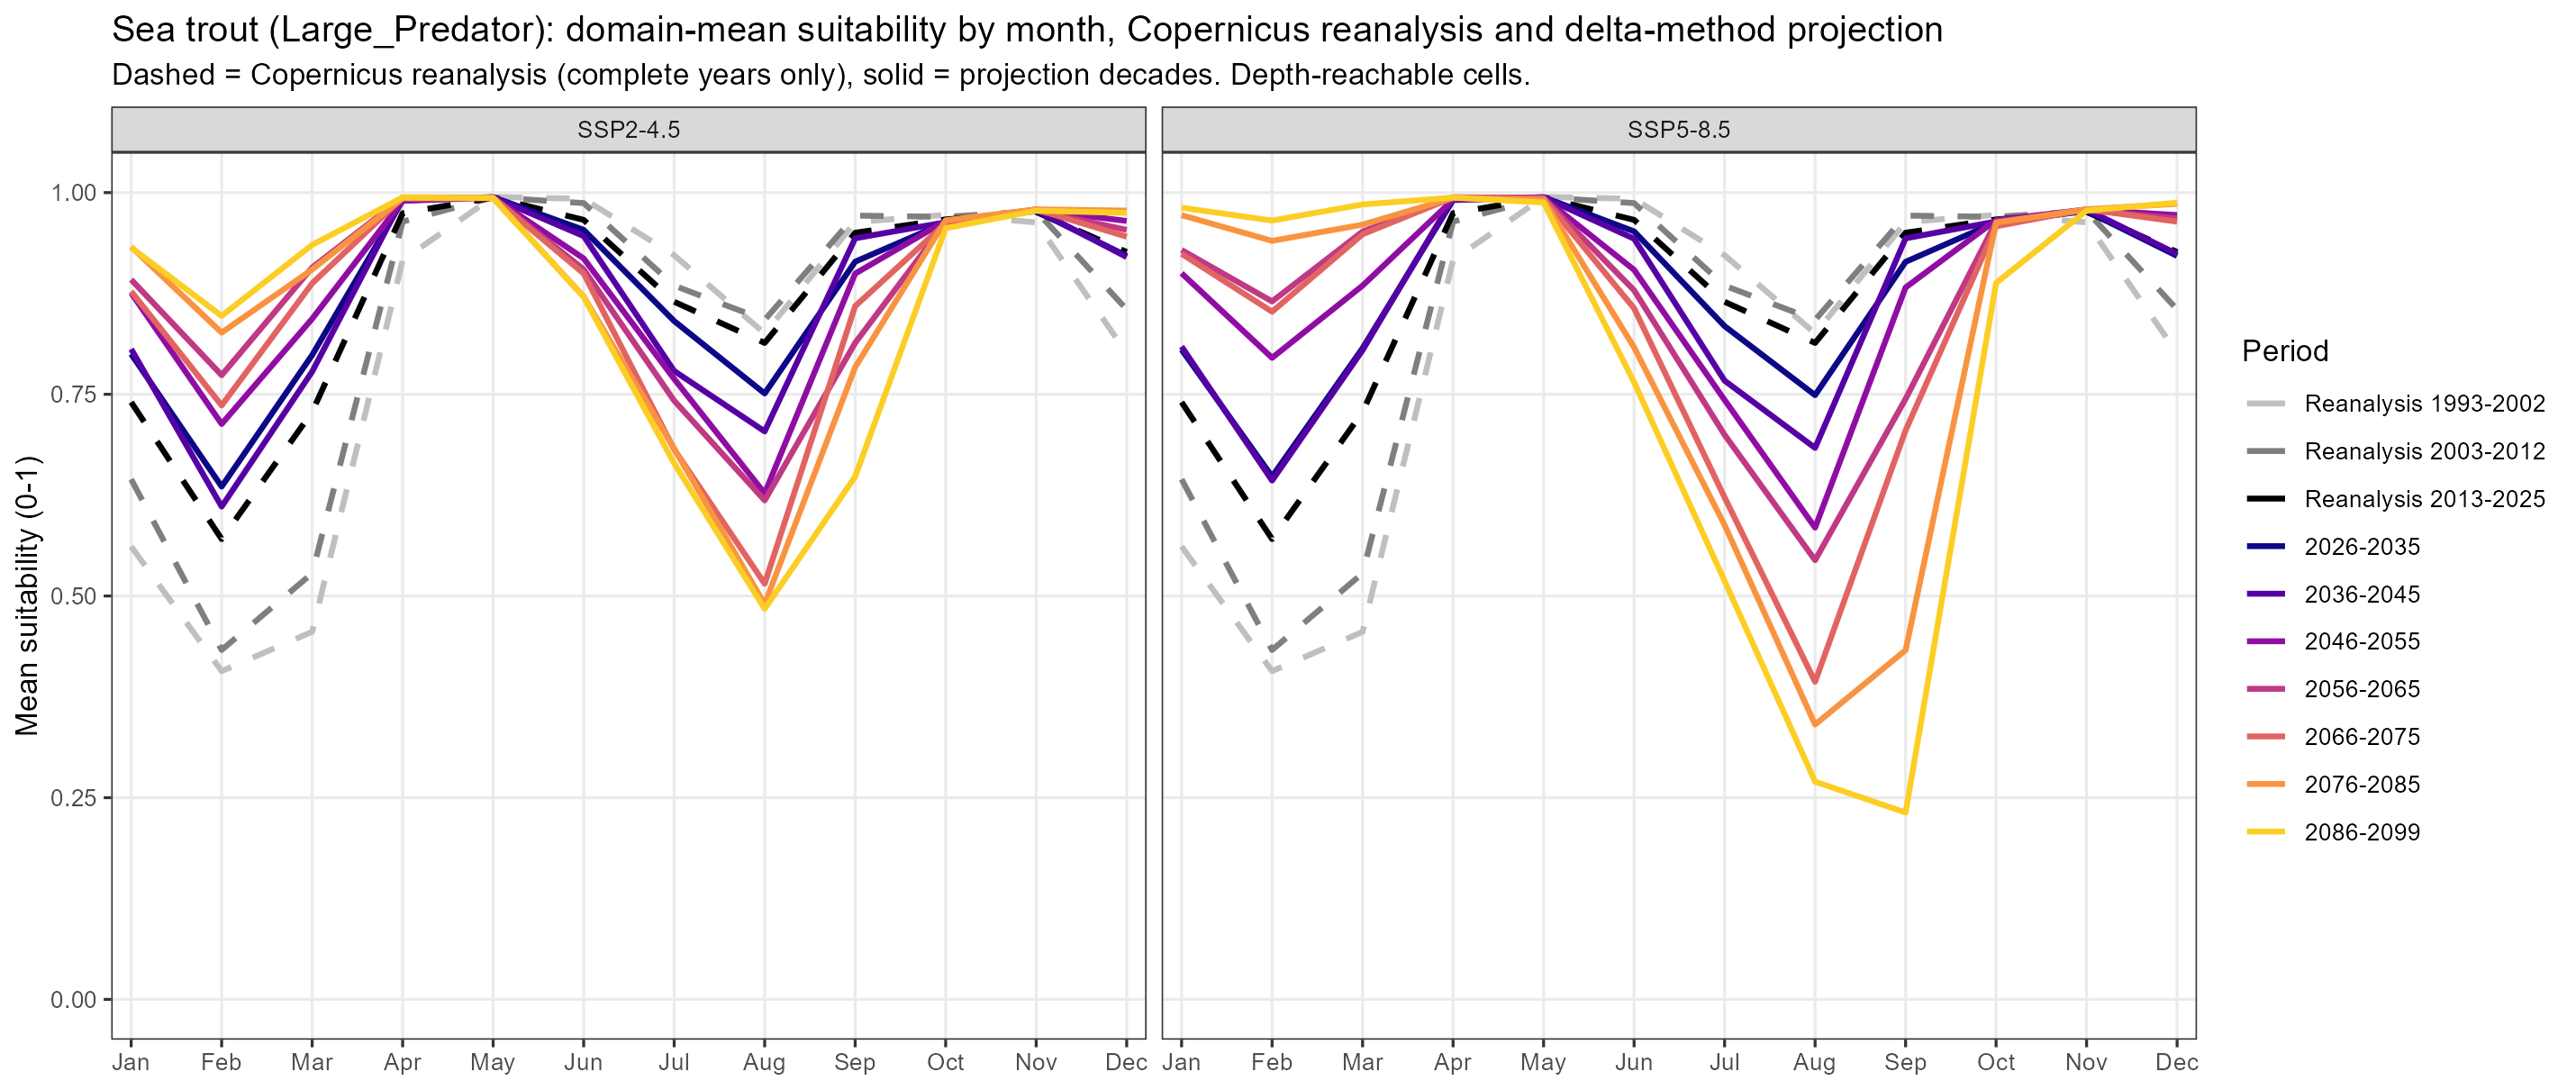 Sea trout (Large_Predator): domain-mean suitability by month, Copernicus reanalysis and delta-method projection
Dashed = Copernicus reanalysis (complete years only), solid = projection decades. Depth-reachable cells.
SSP2-4.5
SSP5-8.5
Mean suitability (0-1)
1.00
0.75
0.50
0.25
0.00
Jan Feb Mar Apr May Jun Jul Aug Sep Oct Nov Dec
Jan Feb Mar Apr May Jun Jul Aug Sep Oct Nov Dec
Period
Reanalysis 1993-2002
Reanalysis 2003-2012
Reanalysis 2013-2025
2026-2035
2036-2045
2046-2055
2056-2065
2066-2075
2076-2085
2086-2099